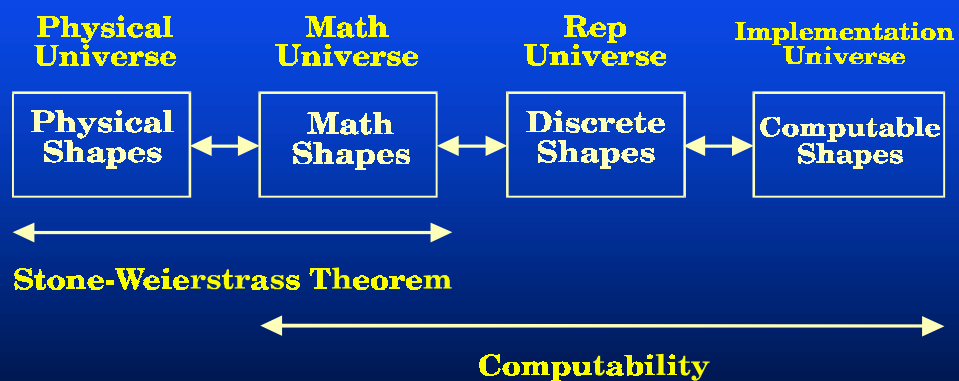 Physical
Universe
Math
Universe
Rep
Universe
Implementation
Universe
Physical
Shapes
Math
Shapes
Discrete
Shapes
Computable
Shapes
Stone-Weierstrass Theorem
Computability